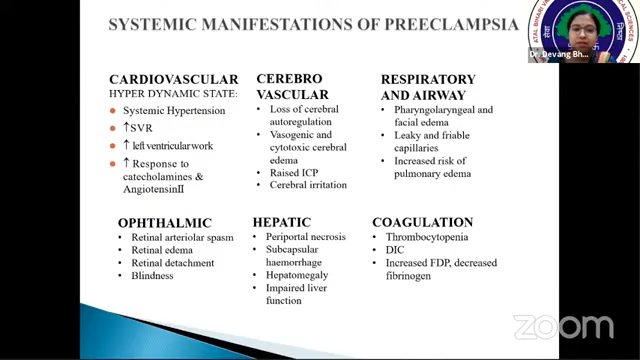 SYSTEMIC MANIFESTATIONS OF PREECLAMPSIA
ATAL BIHARI
SCIENCES
Dr. Devang Bh...
CARDIOVASCULAR
HYPER DYNAMIC STATE:
Systemic Hypertension
↑SVR
↑ left ventricular work
↑ Response to
catecholamines &
AngiotensinII
CEREBRO
VASCULAR
• Loss of cerebral
autoregulation
• Vasogenic and
cytotoxic cerebral
edema
• Raised ICP
• Cerebral irritation
RESPIRATORY
AND AIRWAY
• Pharyngolaryngeal and
facial edema
• Leaky and friable
capillaries
• Increased risk of
pulmonary edema
OPHTHALMIC
• Retinal arteriolar spasm
• Retinal edema
• Retinal detachment
• Blindness
HEPATIC
• Periportal necrosis
• Subcapsular
haemorrhage
• Hepatomegaly
• Impaired liver
function
COAGULATION
• Thrombocytopenia
• DIC
• Increased FDP, decreased
fibrinogen
zoom